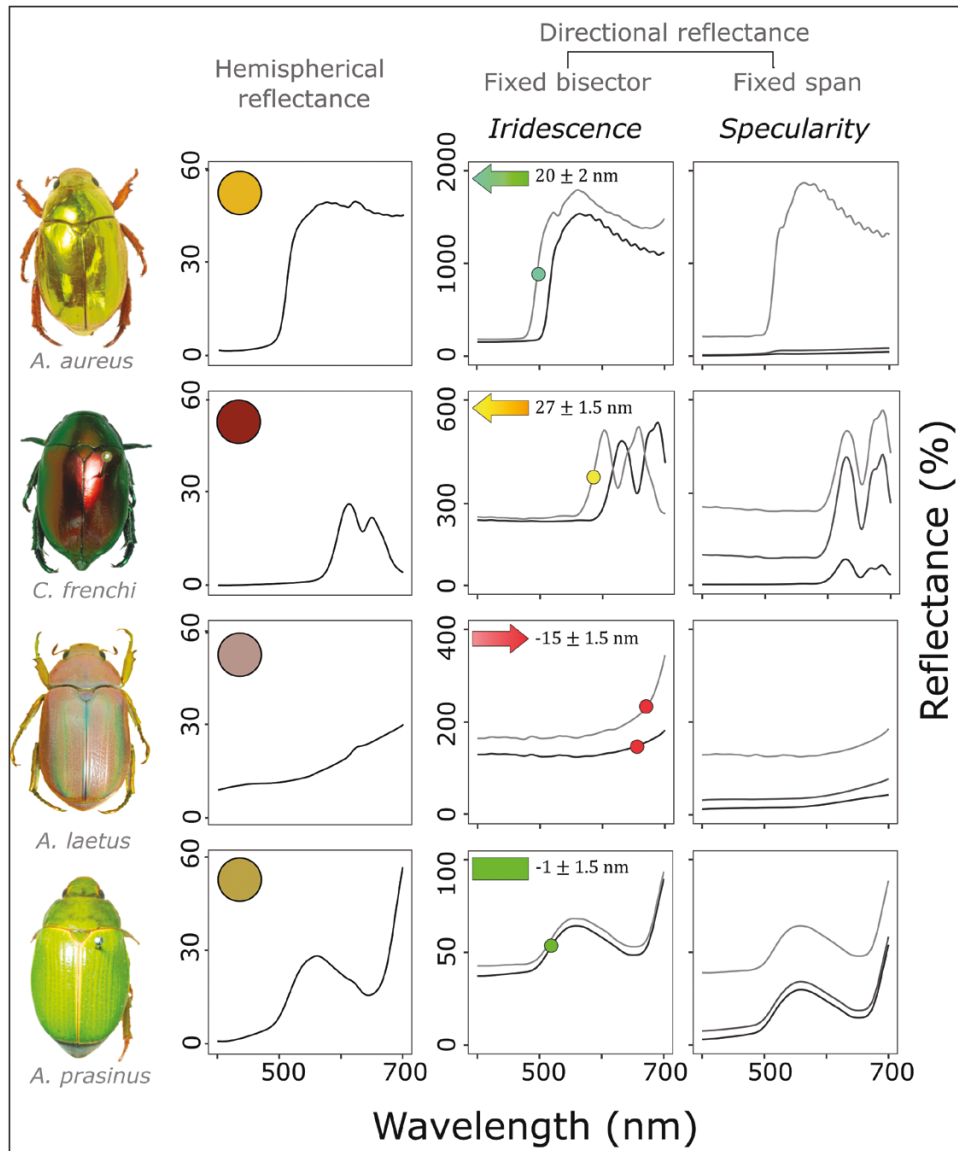 Directional reflectance
Hemispherical
reflectance
Fixed bisector
Fixed span
Iridescence
Specularity
60
30
0
2000
1000
0
20 ± 2 nm
A. aureus
60
30
0
600
300
0
27 ± 1.5 nm
C. frenchi
60
30
0
400
200
0
-15 ± 1.5 nm
A. laetus
60
30
0
100
50
0
-1 ± 1.5 nm
A. prasinus
500 700
500 700
500 700
Wavelength (nm)
Reflectance (%)